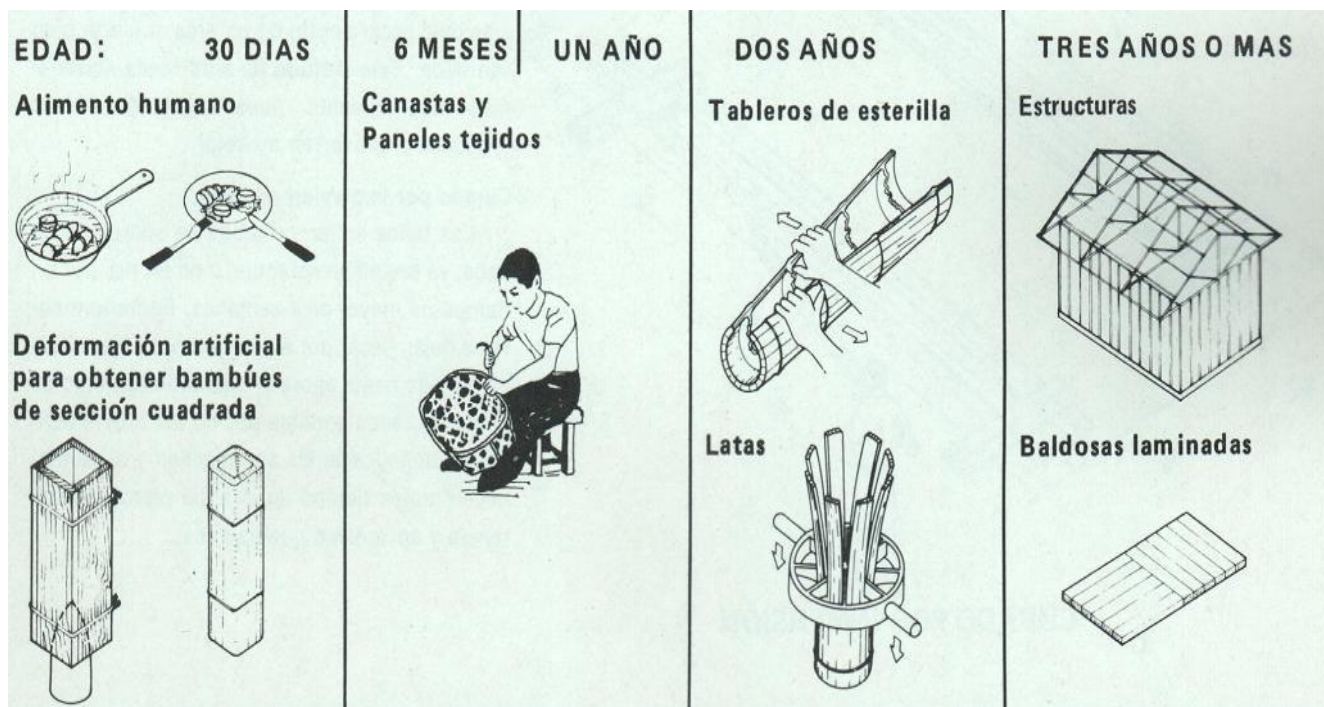 EDAD: 30 DIAS
6 MESES
UN AÑO
DOS AÑOS
TRES AÑOS O MAS
Alimento humano
Deformación artificial
para obtener bambúes
de sección cuadrada
Canastas y
Paneles tejidos
Tableros de esterilla
Latas
Estructuras
Baldosas laminadas